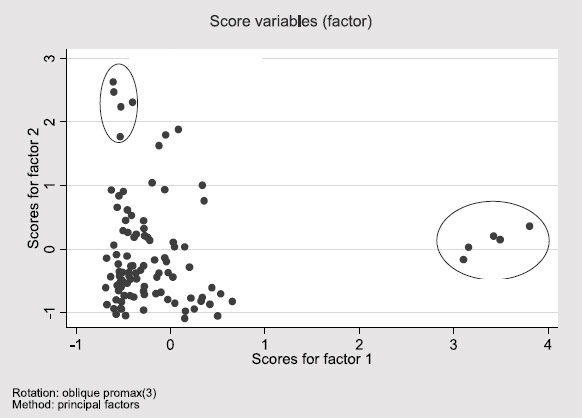 Score variables (factor)
3
2
1
0
-1
Scores for factor 2
-1 0 1 2 3 4
Scores for factor 1
Rotation: oblique promax(3)
Method: principal factors